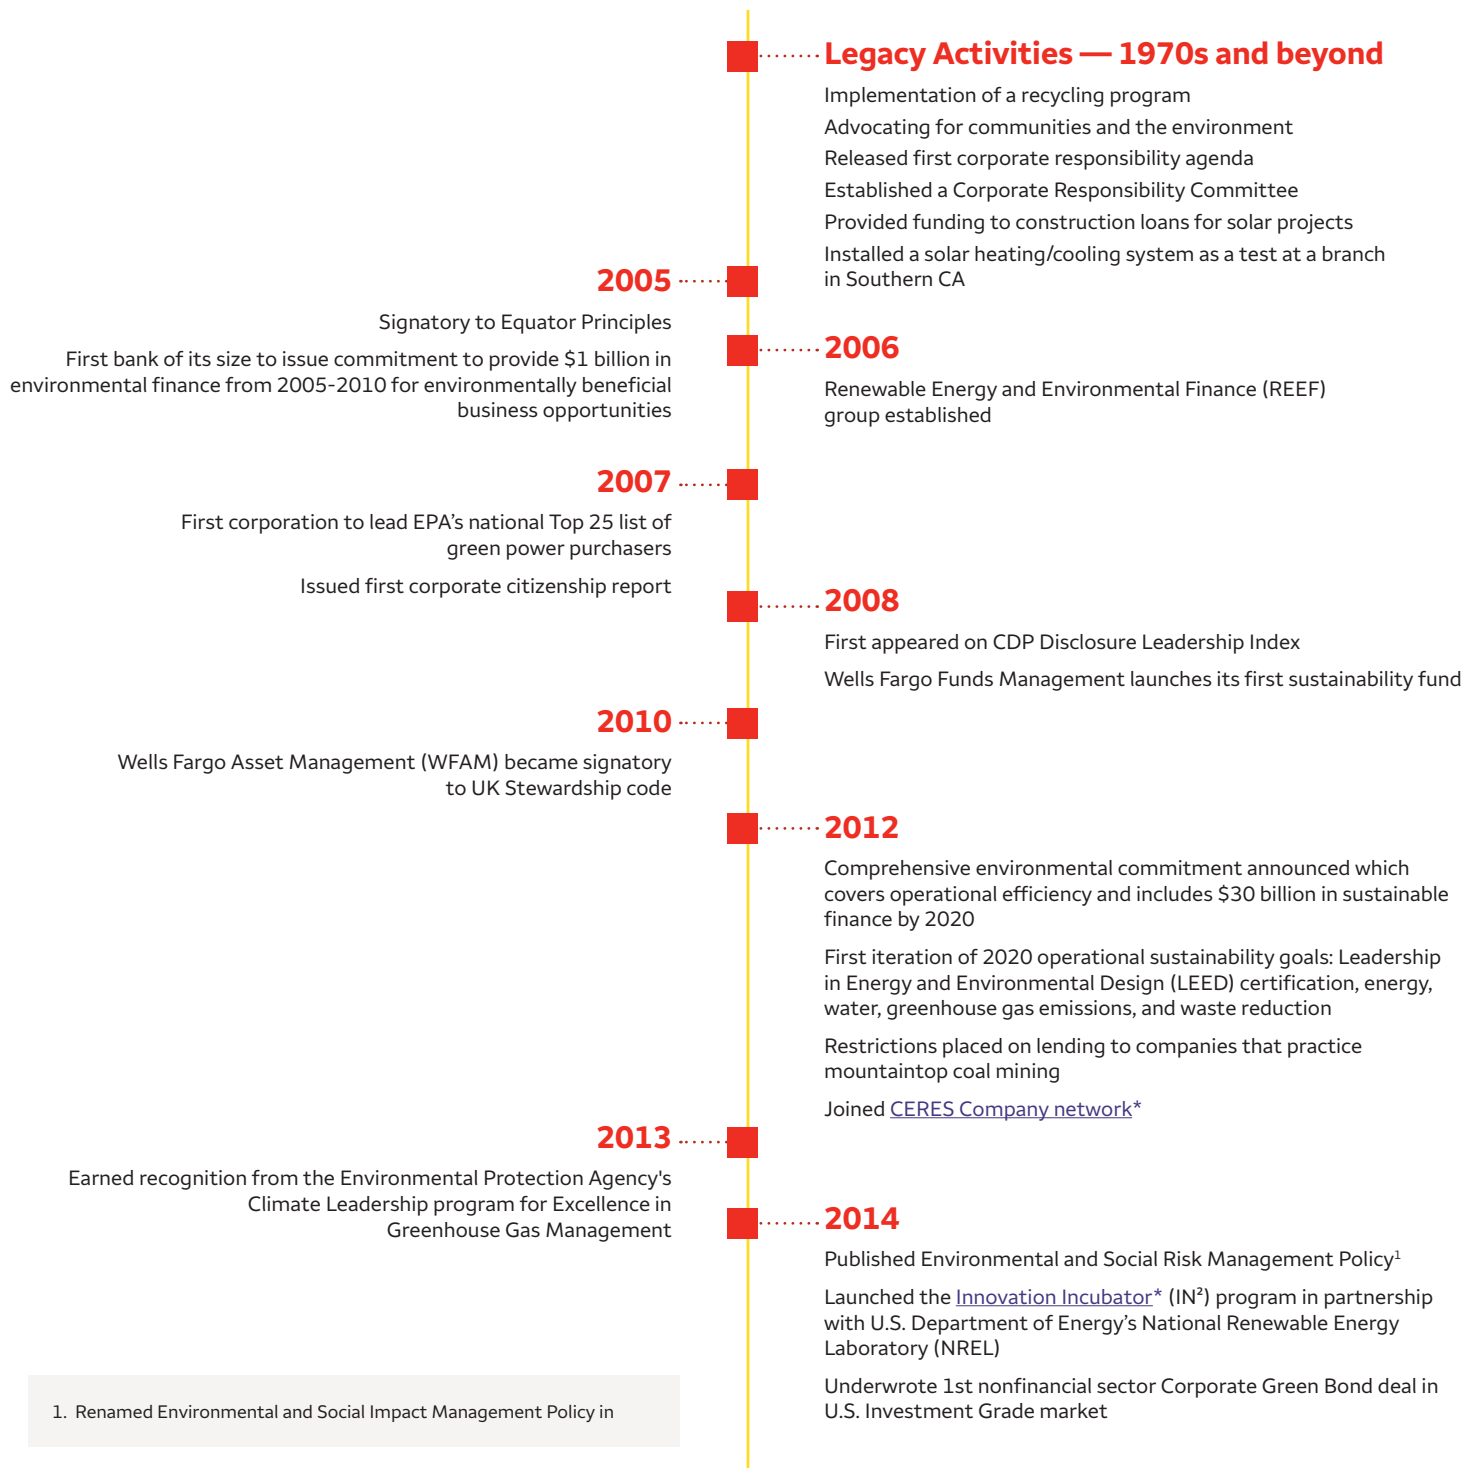 Legacy Activities — 1970s and beyond
Implementation of a recycling program
Advocating for communities and the environment
Released first corporate responsibility agenda
Established a Corporate Responsibility Committee
Provided funding to construction loans for solar projects
Installed a solar heating/cooling system as a test at a branch
in Southern CA
2005
Signatory to Equator Principles
First bank of its size to issue commitment to provide $1 billion in
environmental finance from 2005-2010 for environmentally beneficial
business opportunities
2006
Renewable Energy and Environmental Finance (REEF)
group established
2007
First corporation to lead EPA’s national Top 25 list of
green power purchasers
Issued first corporate citizenship report
2008
First appeared on CDP Disclosure Leadership Index
Wells Fargo Funds Management launches its first sustainability fund
2010
Wells Fargo Asset Management (WFAM) became signatory
to UK Stewardship code
2012
Comprehensive environmental commitment announced which
covers operational efficiency and includes $30 billion in sustainable
finance by 2020
First iteration of 2020 operational sustainability goals: Leadership
in Energy and Environmental Design (LEED) certification, energy,
water, greenhouse gas emissions, and waste reduction
Restrictions placed on lending to companies that practice
mountaintop coal mining
Joined CERES Company network*
2013
Earned recognition from the Environmental Protection Agency's
Climate Leadership program for Excellence in
Greenhouse Gas Management
2014
Published Environmental and Social Risk Management Policy¹
Launched the Innovation Incubator* (IN²) program in partnership
with U.S. Department of Energy’s National Renewable Energy
Laboratory (NREL)
Underwrote 1st nonfinancial sector Corporate Green Bond deal in
U.S. Investment Grade market
1. Renamed Environmental and Social Impact Management Policy in